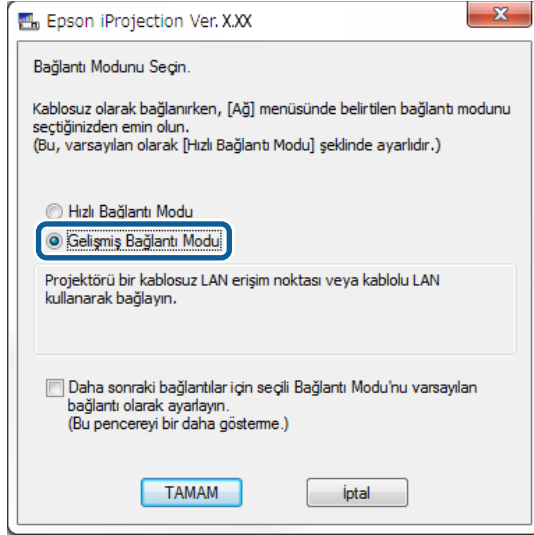 Epson iProjection Ver. X.XX
Bağlantı Modunu Seçin.
Kablosuz olarak bağlanırken, [Ağ] menüsünde belirtilen bağlantı modunu
seçtiğinizden emin olun.
(Bu, varsayılan olarak [Hızlı Bağlantı Modu] şeklinde ayarlıdır.)
Hızlı Bağlantı Modu
Gelişmiş Bağlantı Modu
Projektörü bir kablosuz LAN erişim noktası veya kablolu LAN
kullanarak bağlayın.
Daha sonraki bağlantılar için seçili Bağlantı Modu'nu varsayılan
bağlantı olarak ayarlayın.
(Bu pencereyi bir daha gösterme.)
TAMAM
İptal